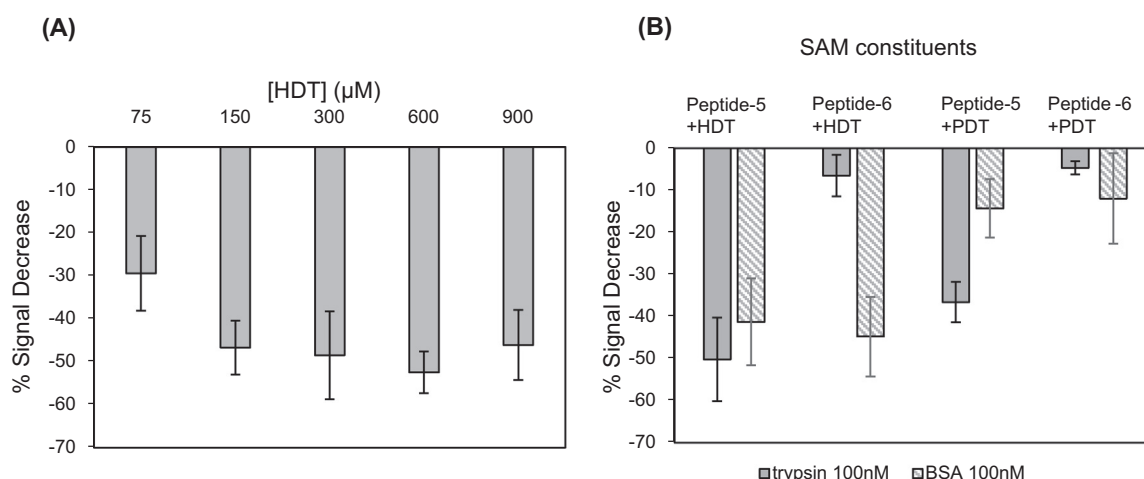 (A)
[HDT] (µM)
75 150 300 600 900
0
-10
-20
-30
-40
-50
-60
-70
% Signal Decrease
(B)
SAM constituents
Peptide-5 Peptide-6 Peptide-5 Peptide -6
+HDT +HDT +PDT +PDT
0
-10
-20
-30
-40
-50
-60
-70
% Signal Decrease
trypsin 100nM BSA 100nM